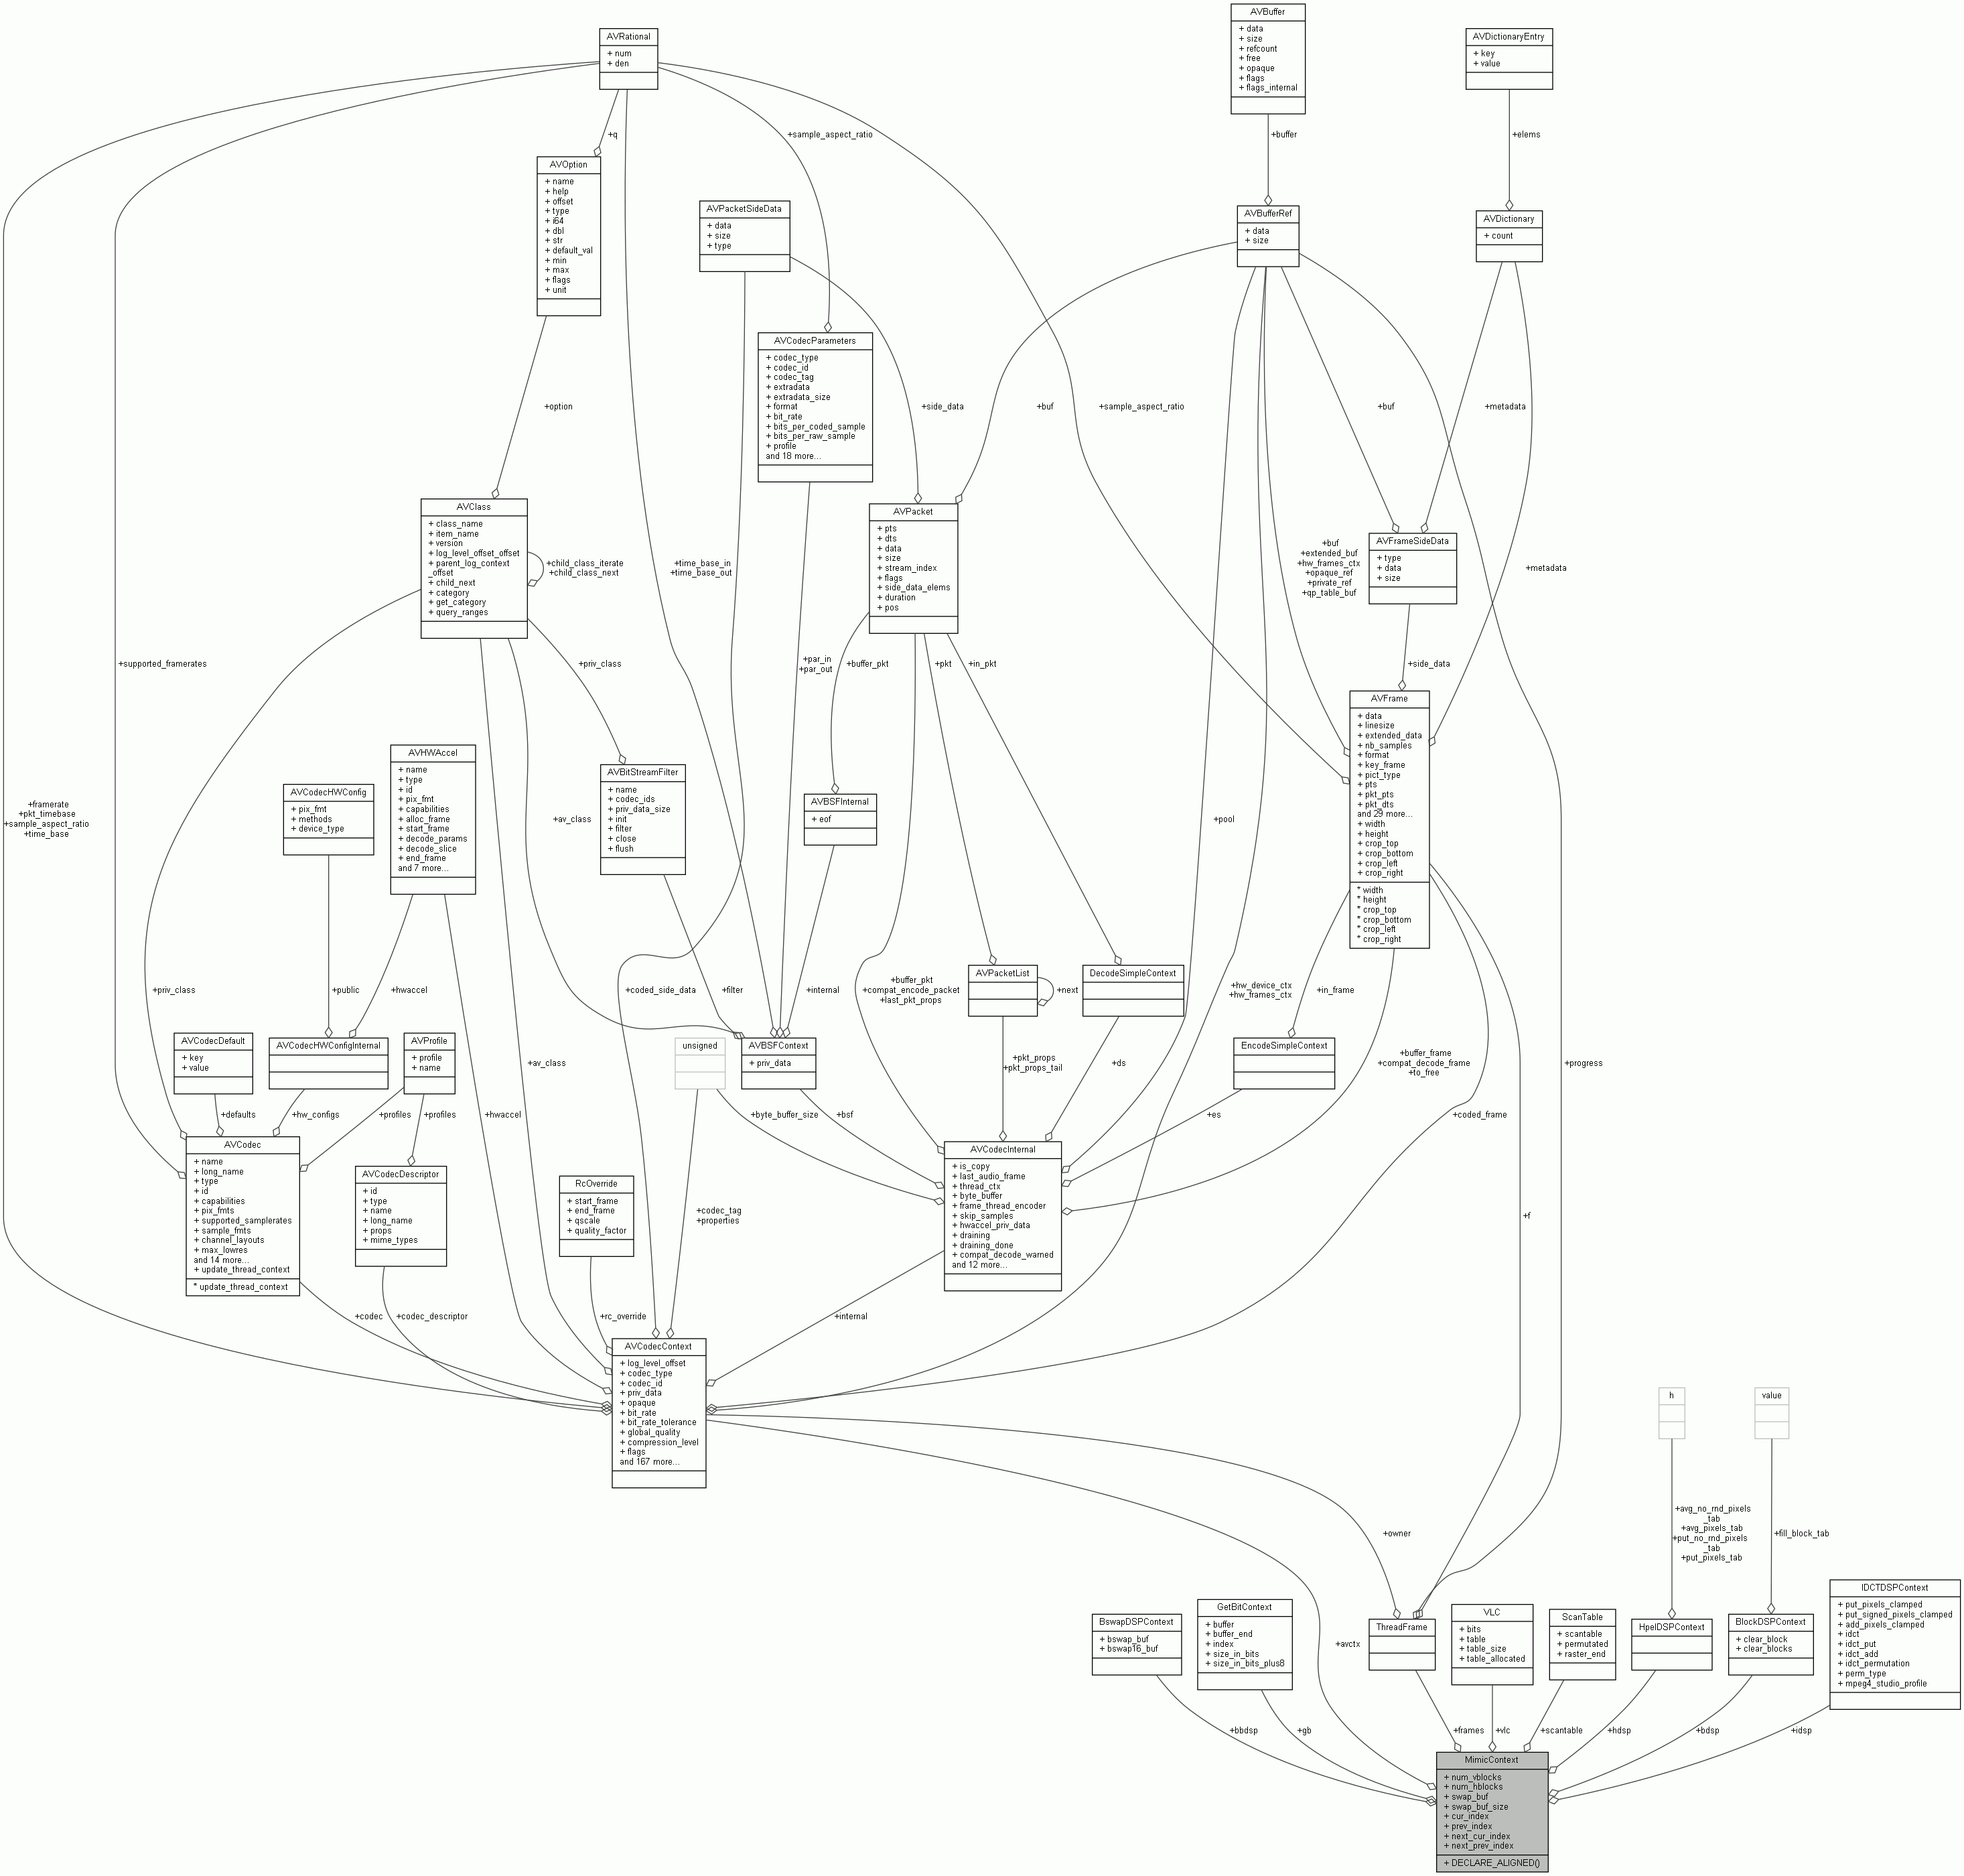 AVBuffer
+ data
+ size
+ refcount
+ free
+ opaque
+ flags
+ flags_internal
AVRational
+ num
+ den
AVDictionaryEntry
+ key
+ value
+q
+sample_aspect_ratio
+buffer
+elems
AVOption
+ name
+ help
+ offset
+ type
+ i64
+ dbl
+ str
+ default_val
+ min
+ max
+ flags
+ unit
AVPacketSideData
+ data
+ size
+ type
AVBufferRef
+ data
+ size
AVDictionary
+ count
AVCodecParameters
+ codec_type
+ codec_id
+ codec_tag
+ extradata
+ extradata_size
+ format
+ bit_rate
+ bits_per_coded_sample
+ bits_per_raw_sample
+ profile
and 18 more...
+option
+side_data
+buf
+sample_aspect_ratio
+buf
+metadata
AVClass
+ class_name
+ item_name
+ version
+ log_level_offset_offset
+ parent_log_context
_offset
+ child_next
+ category
+ get_category
+ query_ranges
+child_class_iterate
+child_class_next
+time_base_in
+time_base_out
AVPacket
+ pts
+ dts
+ data
+ size
+ stream_index
+ flags
+ side_data_elems
+ duration
+ pos
+buf
+extended_buf
+hw_frames_ctx
+opaque_ref
+private_ref
+qp_table_buf
AVFrameSideData
+ type
+ data
+ size
+metadata
+supported_framerates
+priv_class
+par_in
+par_out
+buffer_pkt
+pkt
+in_pkt
+side_data
AVFrame
+ data
+ linesize
+ extended_data
+ nb_samples
+ format
+ key_frame
+ pict_type
+ pts
+ pkt_pts
+ pkt_dts
and 29 more...
+ width
+ height
+ crop_top
+ crop_bottom
+ crop_left
+ crop_right
* width
* height
* crop_top
* crop_bottom
* crop_left
* crop_right
AVHWAccel
+ name
+ type
+ id
+ pix_fmt
+ capabilities
+ alloc_frame
+ start_frame
+ decode_params
+ decode_slice
+ end_frame
and 7 more...
AVCodecHWConfig
+ pix_fmt
+ methods
+ device_type
AVBitStreamFilter
+ name
+ codec_ids
+ priv_data_size
+ init
+ filter
+ close
+ flush
AVBSFInternal
+ eof
+framerate
+pkt_timebase
+sample_aspect_ratio
+time_base
+av_class
+pool
+priv_class
+public
+hwaccel
+coded_side_data
+filter
+internal
+buffer_pkt
+compat_encode_packet
+last_pkt_props
AVPacketList
+next
DecodeSimpleContext
+hw_device_ctx
+hw_frames_ctx
+in_frame
AVCodecDefault
+ key
+ value
AVCodecHWConfigInternal
AVProfile
+ profile
+ name
+av_class
unsigned
AVBSFContext
+ priv_data
+pkt_props
+pkt_props_tail
+ds
EncodeSimpleContext
+buffer_frame
+compat_decode_frame
+to_free
+progress
+defaults
+hw_configs
+profiles
+profiles
+hwaccel
+byte_buffer_size
+bsf
+es
+coded_frame
AVCodec
+ name
+ long_name
+ type
+ id
+ capabilities
+ pix_fmts
+ supported_samplerates
+ sample_fmts
+ channel_layouts
+ max_lowres
and 14 more...
+ update_thread_context
* update_thread_context
AVCodecDescriptor
+ id
+ type
+ name
+ long_name
+ props
+ mime_types
RcOverride
+ start_frame
+ end_frame
+ qscale
+ quality_factor
+codec_tag
+properties
AVCodecInternal
+ is_copy
+ last_audio_frame
+ thread_ctx
+ byte_buffer
+ frame_thread_encoder
+ skip_samples
+ hwaccel_priv_data
+ draining
+ draining_done
+ compat_decode_warned
and 12 more...
+f
+codec
+codec_descriptor
+rc_override
+internal
AVCodecContext
+ log_level_offset
+ codec_type
+ codec_id
+ priv_data
+ opaque
+ bit_rate
+ bit_rate_tolerance
+ global_quality
+ compression_level
+ flags
and 167 more...
h
value
+owner
+avg_no_rnd_pixels
_tab
+avg_pixels_tab
+put_no_rnd_pixels
_tab
+put_pixels_tab
+fill_block_tab
+avctx
BswapDSPContext
+ bswap_buf
+ bswap16_buf
GetBitContext
+ buffer
+ buffer_end
+ index
+ size_in_bits
+ size_in_bits_plus8
ThreadFrame
VLC
+ bits
+ table
+ table_size
+ table_allocated
ScanTable
+ scantable
+ permutated
+ raster_end
HpelDSPContext
BlockDSPContext
+ clear_block
+ clear_blocks
IDCTDSPContext
+ put_pixels_clamped
+ put_signed_pixels_clamped
+ add_pixels_clamped
+ idct
+ idct_put
+ idct_add
+ idct_permutation
+ perm_type
+ mpeg4_studio_profile
+bbdsp
+gb
+frames
+vlc
+scantable
+hdsp
+bdsp
+idsp
MimicContext
+ num_vblocks
+ num_hblocks
+ swap_buf
+ swap_buf_size
+ cur_index
+ prev_index
+ next_cur_index
+ next_prev_index
+ DECLARE_ALIGNED()